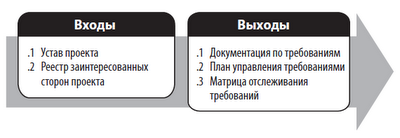 Входы
.1 Устав проекта
.2 Реестр заинтересованных
сторон проекта
Выходы
.1 Документация по требованиям
.2 План управления требованиями
.3 Матрица отслеживания
требований